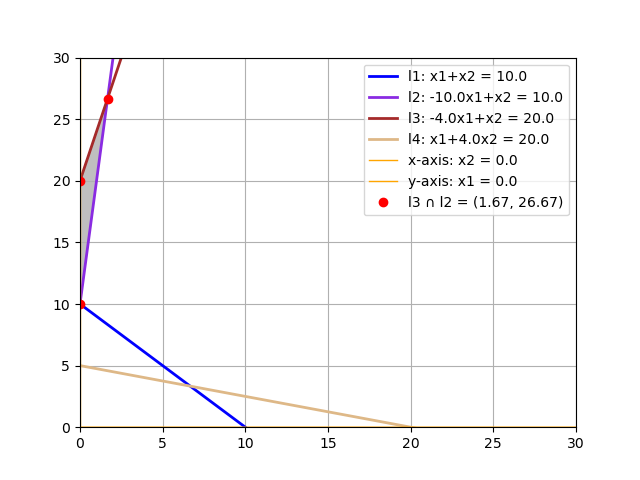 30
25
20
15
10
5
0
0
5
10
15
20
25
30
l1: x1+x2 = 10.0
l2: -10.0x1+x2 = 10.0
l3: -4.0x1+x2 = 20.0
l4: x1+4.0x2 = 20.0
x-axis: x2 = 0.0
y-axis: x1 = 0.0
l3 ∩ l2 = (1.67, 26.67)